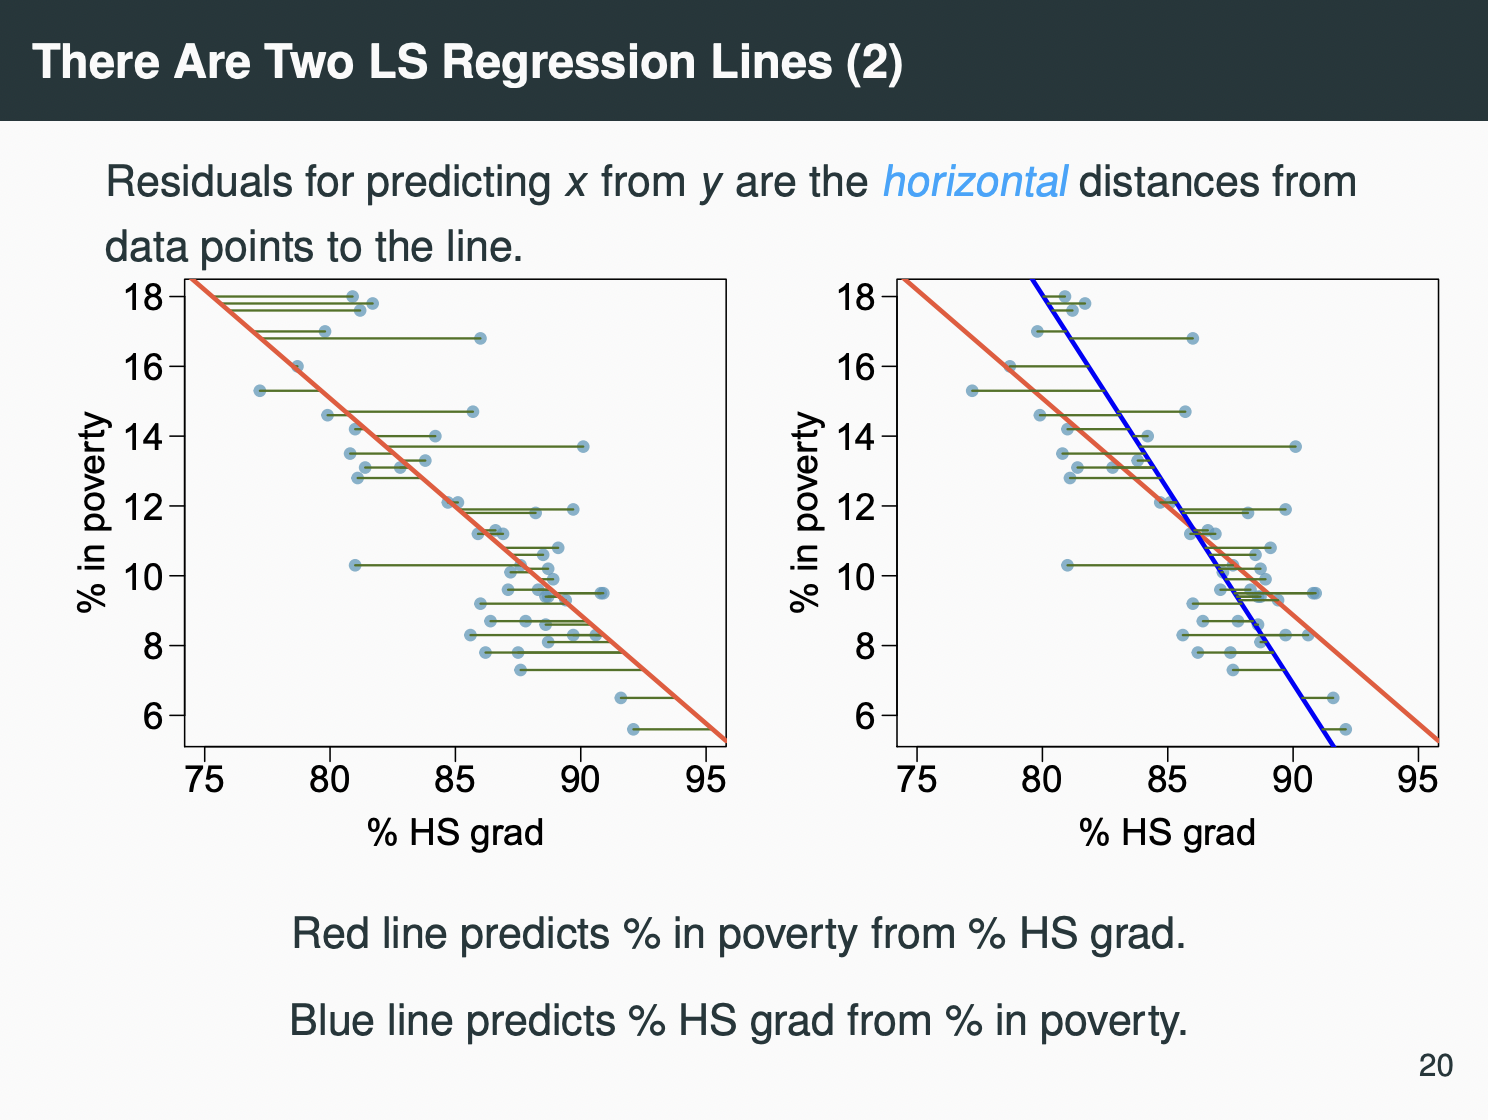 There Are Two LS Regression Lines (2)
Residuals for predicting x from y are the horizontal distances from
data points to the line.
18
16
14
12
10
8
6
% in poverty
75 80 85 90 95
% HS grad
18
16
14
12
10
8
6
% in poverty
75 80 85 90 95
% HS grad
Red line predicts % in poverty from % HS grad.
Blue line predicts % HS grad from % in poverty.
20